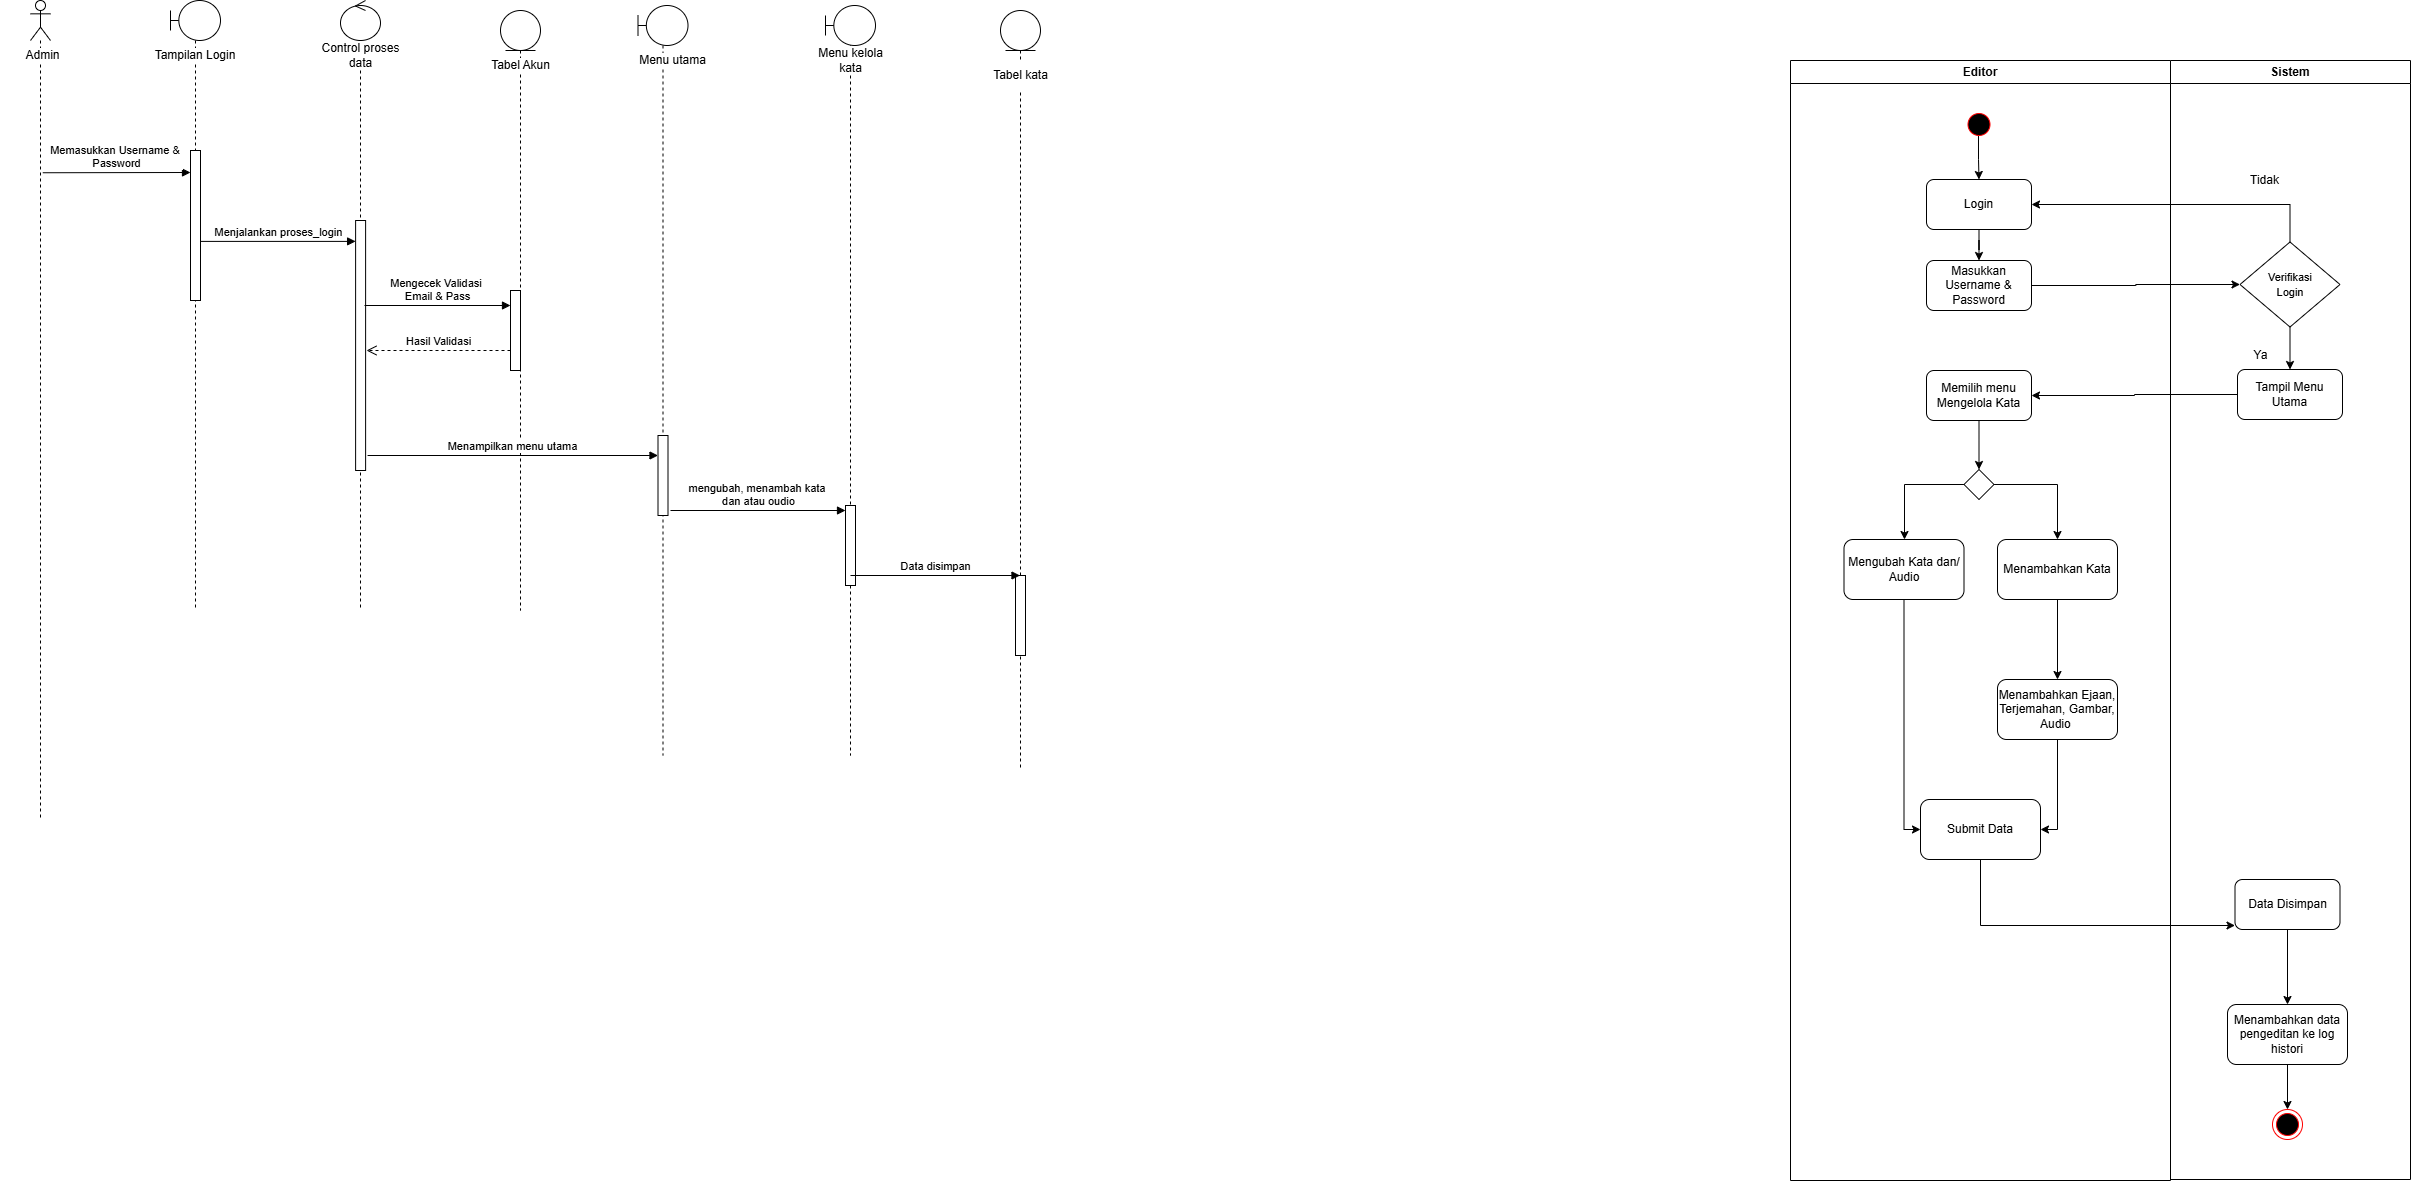 Admin
Tampilan Login
Control proses
data
Tabel Akun
Menu utama
Menu kelola
kata
Tabel kata
Memasukkan Username &
Password
Menjalankan proses_login
Mengecek Validasi
Email & Pass
Hasil Validasi
Menampilkan menu utama
mengubah, menambah kata
dan atau oudio
Data disimpan
Editor
Sistem
Login
Tidak
Masukkan
Username &
Password
Verifikasi
Login
Ya
Tampil Menu
Utama
Memilih menu
Mengelola Kata
Mengubah Kata dan/
Audio
Menambahkan Kata
Menambahkan Ejaan,
Terjemahan, Gambar,
Audio
Submit Data
Data Disimpan
Menambahkan data
pengeditan ke log
histori